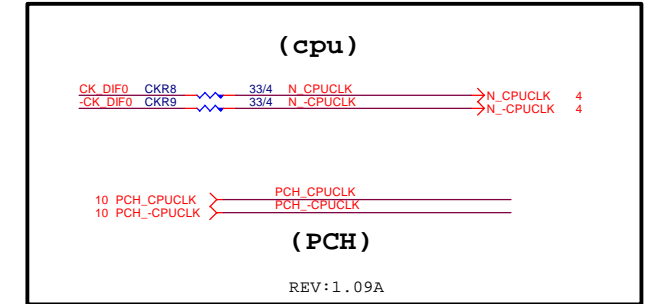 (cpu)
CK_DIF0 CKR8 33/4 N_CPUCLK N_CPUCLK 4
-CK_DIF0 CKR9 33/4 N_-CPUCLK N_-CPUCLK 4
10 PCH_CPUCLK PCH_CPUCLK
10 PCH_-CPUCLK PCH_-CPUCLK
(PCH)
REV:1.09A